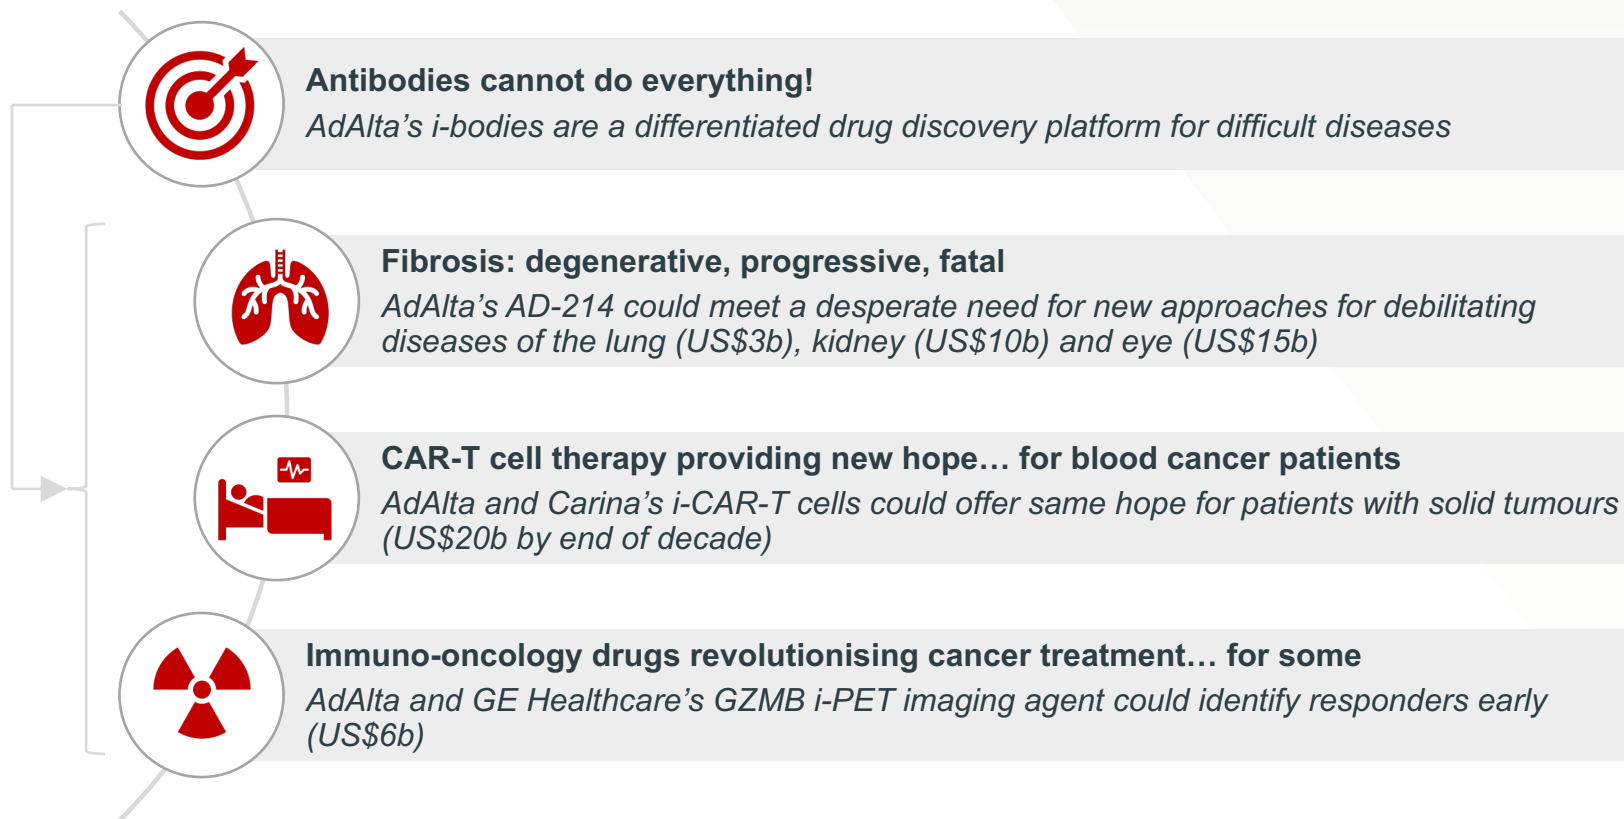 Antibodies cannot do everything!
AdAlta’s i-bodies are a differentiated drug discovery platform for difficult diseases
Fibrosis: degenerative, progressive, fatal
AdAlta’s AD-214 could meet a desperate need for new approaches for debilitating
diseases of the lung (US$3b), kidney (US$10b) and eye (US$15b)
CAR-T cell therapy providing new hope… for blood cancer patients
AdAlta and Carina’s i-CAR-T cells could offer same hope for patients with solid tumours
(US$20b by end of decade)
Immuno-oncology drugs revolutionising cancer treatment… for some
AdAlta and GE Healthcare’s GZMB i-PET imaging agent could identify responders early
(US$6b)